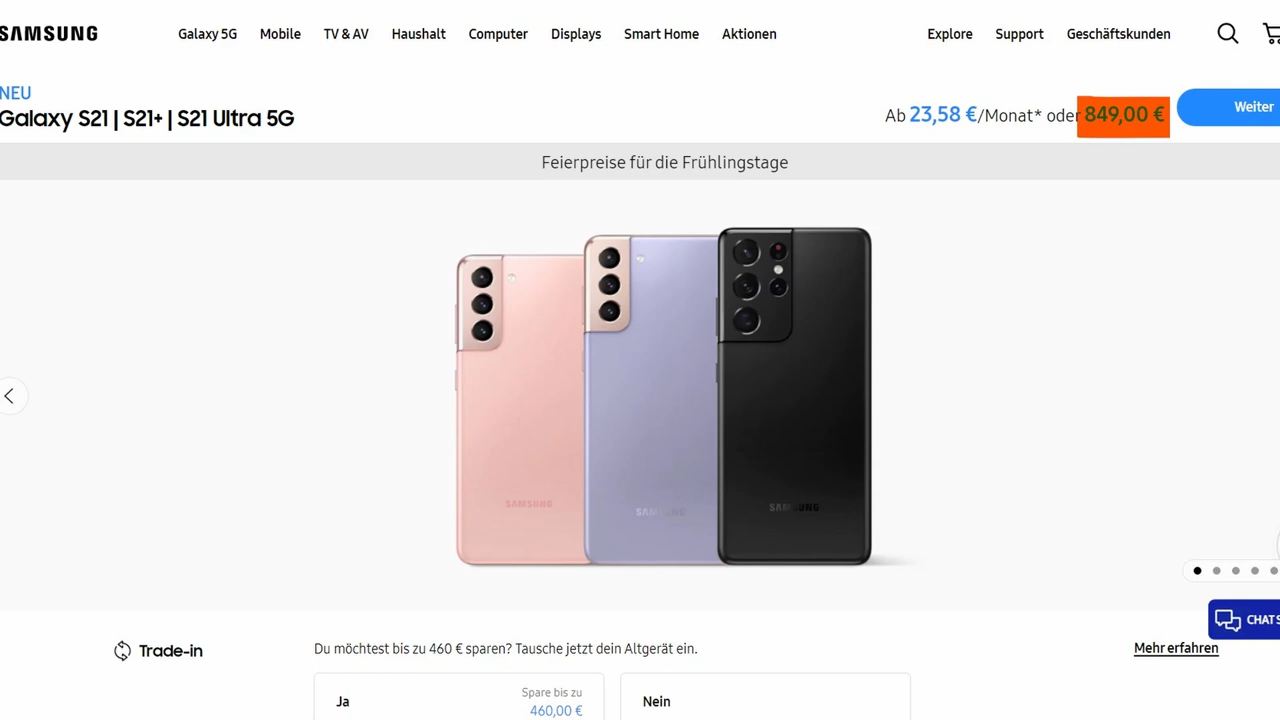 SAMSUNG
Galaxy 5G Mobile TV & AV Haushalt Computer Displays Smart Home Aktionen Explore Support Geschäftskunden
NEU
Galaxy S21 | S21+ | S21 Ultra 5G
Ab 23,58 €/Monat* oder 849,00 €
Weiter
Feierpreise für die Frühlingstage
SAMSUNG
SAMSUNG
SAMSUNG
CHAT
Trade-in
Du möchtest bis zu 460 € sparen? Tausche jetzt dein Altgerät ein.
Mehr erfahren
Ja
Spare bis zu
460,00 €
Nein